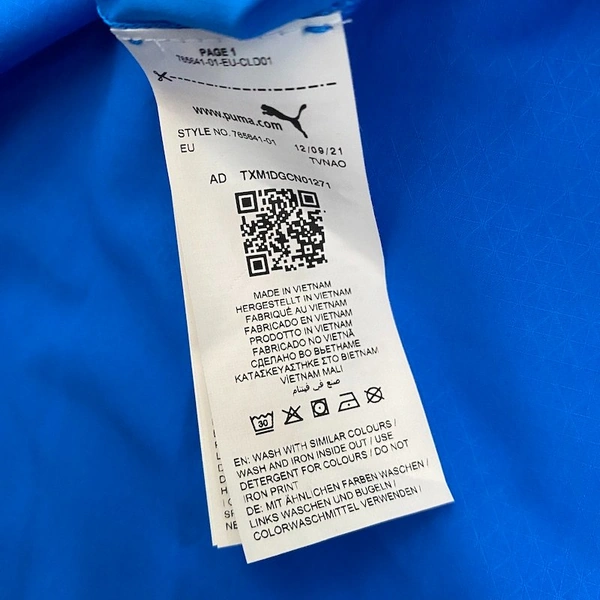 PAGE 1
765641-01-EU-CLD01
www.puma.com
STYLE NO. 765641-01
EU 12/09/21
TVNAO
AD TXM1DGCN01271
MADE IN VIETNAM
HERGESTELLT IN VIETNAM
FABRIQUÉ AU VIETNAM
FABRICADO EN VIETNAM
PRODOTTO IN VIETNAM
FABRICADO NO VIETNÃ
СДЕЛАНО ВО ВЬЕТНАМЕ
ΚΑΤΑΣΚΕΥΑΣΤΗΚΕ ΣΤΟ ΒΙΕΤΝΑΜ
VİETNAM MALI
صنع في فيتنام
30
EN: WASH WITH SIMILAR COLOURS /
WASH AND IRON INSIDE OUT / USE
DETERGENT FOR COLOURS / DO NOT
IRON PRINT
DE: MIT ÄHNLICHEN FARBEN WASCHEN /
LINKS WASCHEN UND BÜGELN /
COLORWASCHMITTEL VERWENDEN /